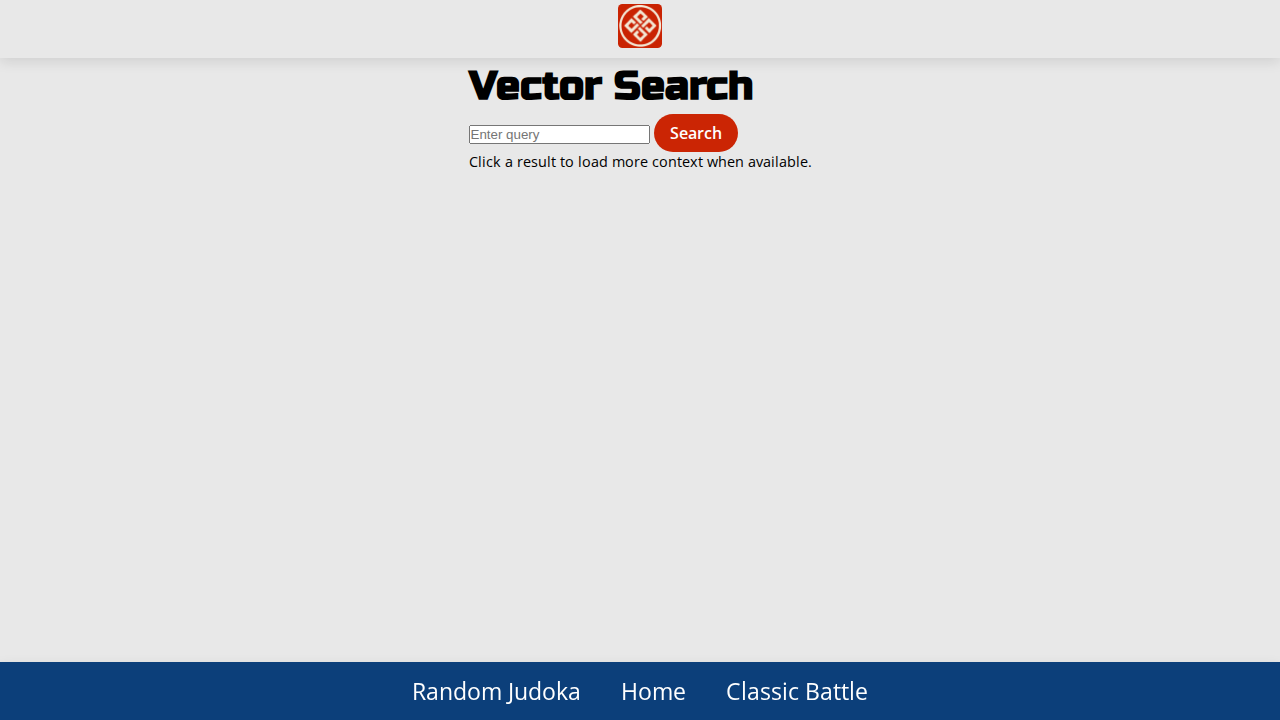 Vector Search
Enter query Search
Click a result to load more context when available.
Random Judoka Home Classic Battle